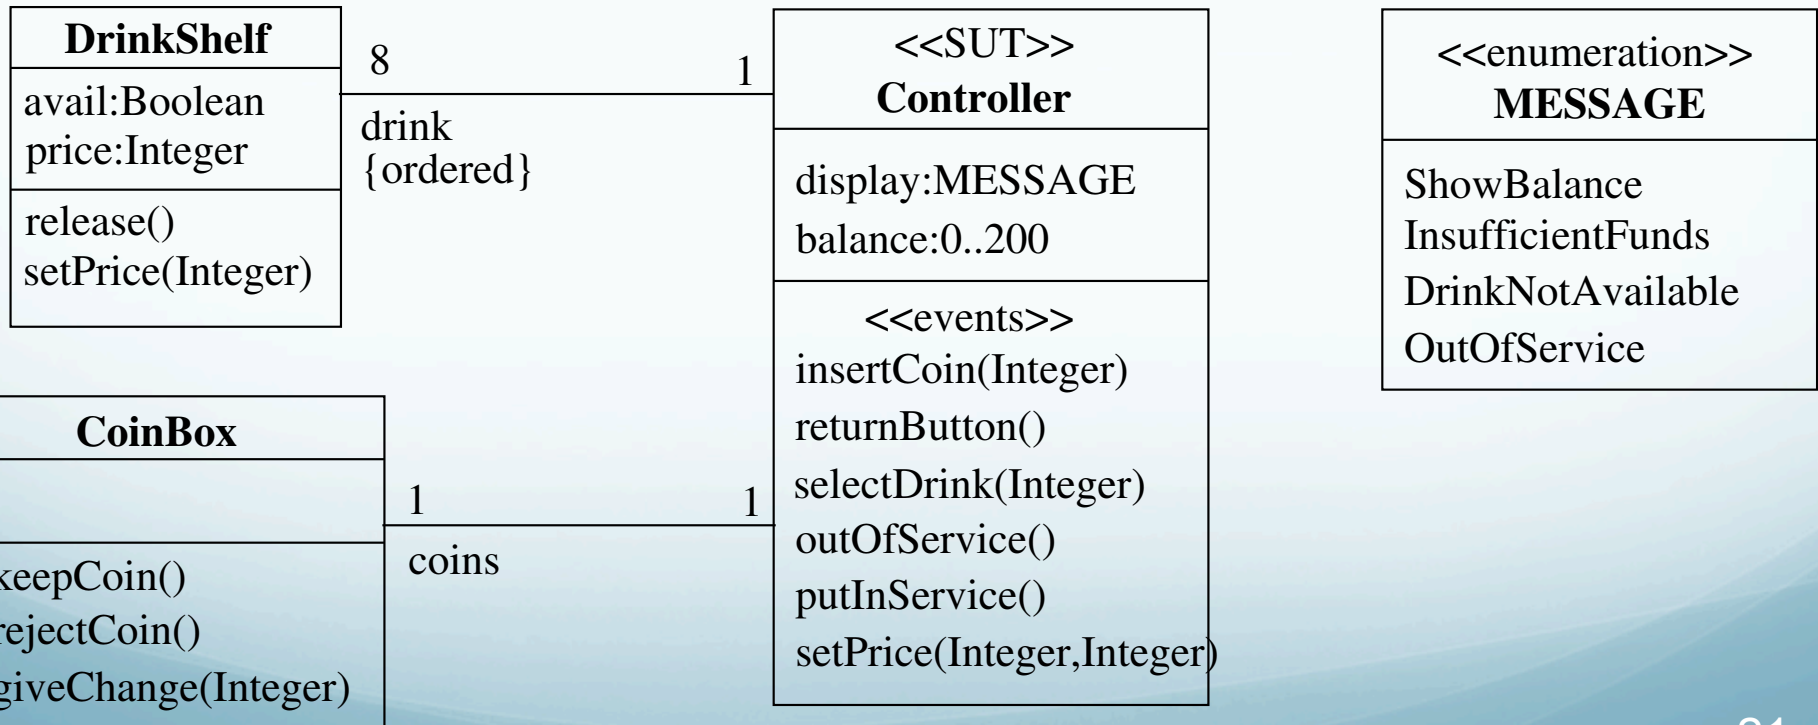 DrinkShelf
avail:Boolean
price:Integer
release()
setPrice(Integer)
8
1
drink
{ordered}
<<SUT>>
Controller
display:MESSAGE
balance:0..200
<<events>>
insertCoin(Integer)
returnButton()
selectDrink(Integer)
outOfService()
putInService()
setPrice(Integer,Integer)
<<enumeration>>
MESSAGE
ShowBalance
InsufficientFunds
DrinkNotAvailable
OutOfService
CoinBox
keepCoin()
rejectCoin()
giveChange(Integer)
1
1
coins